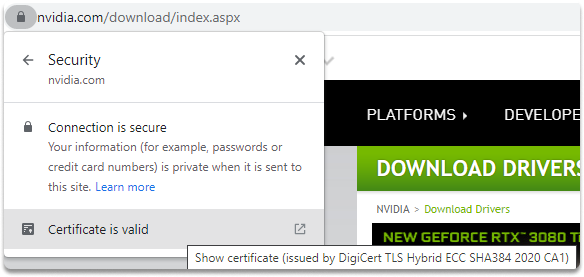 nvidia.com/download/index.aspx
Security
nvidia.com
Connection is secure
Your information (for example, passwords or
credit card numbers) is private when it is sent to
this site. Learn more
Certificate is valid
Show certificate (issued by DigiCert TLS Hybrid ECC SHA384 2020 CA1)
PLATFORMS
DEVELOPE
DOWNLOAD DRIVERS
NVIDIA > Download Drivers
NEW GEFORCE RTX™ 3080 Ti